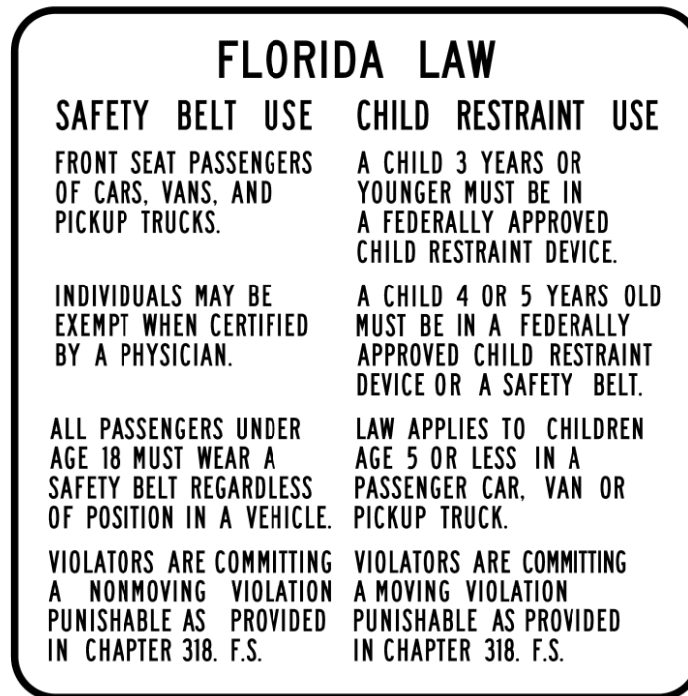 FLORIDA LAW
SAFETY BELT USE
FRONT SEAT PASSENGERS
OF CARS, VANS, AND
PICKUP TRUCKS.
INDIVIDUALS MAY BE
EXEMPT WHEN CERTIFIED
BY A PHYSICIAN.
ALL PASSENGERS UNDER
AGE 18 MUST WEAR A
SAFETY BELT REGARDLESS
OF POSITION IN A VEHICLE.
VIOLATORS ARE COMMITTING
A NONMOVING VIOLATION
PUNISHABLE AS PROVIDED
IN CHAPTER 318. F.S.
CHILD RESTRAINT USE
A CHILD 3 YEARS OR
YOUNGER MUST BE IN
A FEDERALLY APPROVED
CHILD RESTRAINT DEVICE.
A CHILD 4 OR 5 YEARS OLD
MUST BE IN A FEDERALLY
APPROVED CHILD RESTRAINT
DEVICE OR A SAFETY BELT.
LAW APPLIES TO CHILDREN
AGE 5 OR LESS IN A
PASSENGER CAR, VAN OR
PICKUP TRUCK.
VIOLATORS ARE COMMITTING
A MOVING VIOLATION
PUNISHABLE AS PROVIDED
IN CHAPTER 318. F.S.